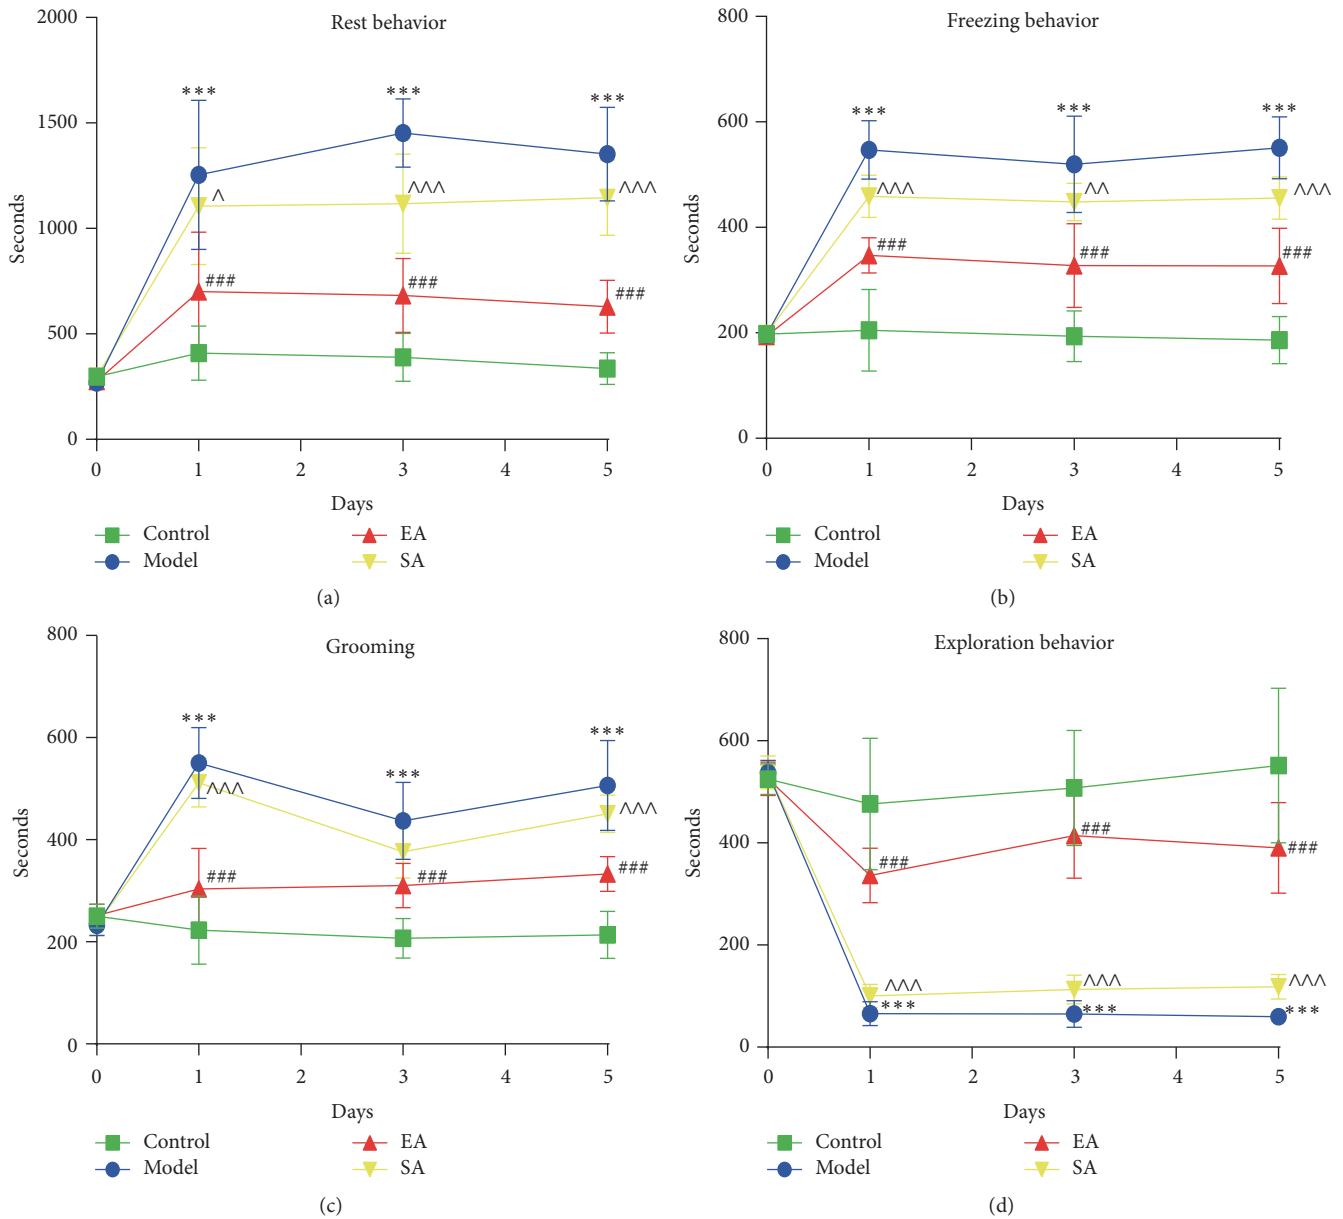 Rest behavior
2000
1500
1000
500
0
Seconds
***
***
***
^
^^^
^^^
###
###
###
0 1 2 3 4 5
Days
Control EA
Model SA
(a)
Freezing behavior
800
600
400
200
0
Seconds
***
***
***
^^^
^^
^^^
###
###
###
0 1 2 3 4 5
Days
Control EA
Model SA
(b)
Grooming
800
600
400
200
0
Seconds
***
***
***
^^^
^^^
###
###
###
0 1 2 3 4 5
Days
Control EA
Model SA
(c)
Exploration behavior
800
600
400
200
0
Seconds
###
###
###
^^^
^^^
^^^
***
***
***
0 1 2 3 4 5
Days
Control EA
Model SA
(d)